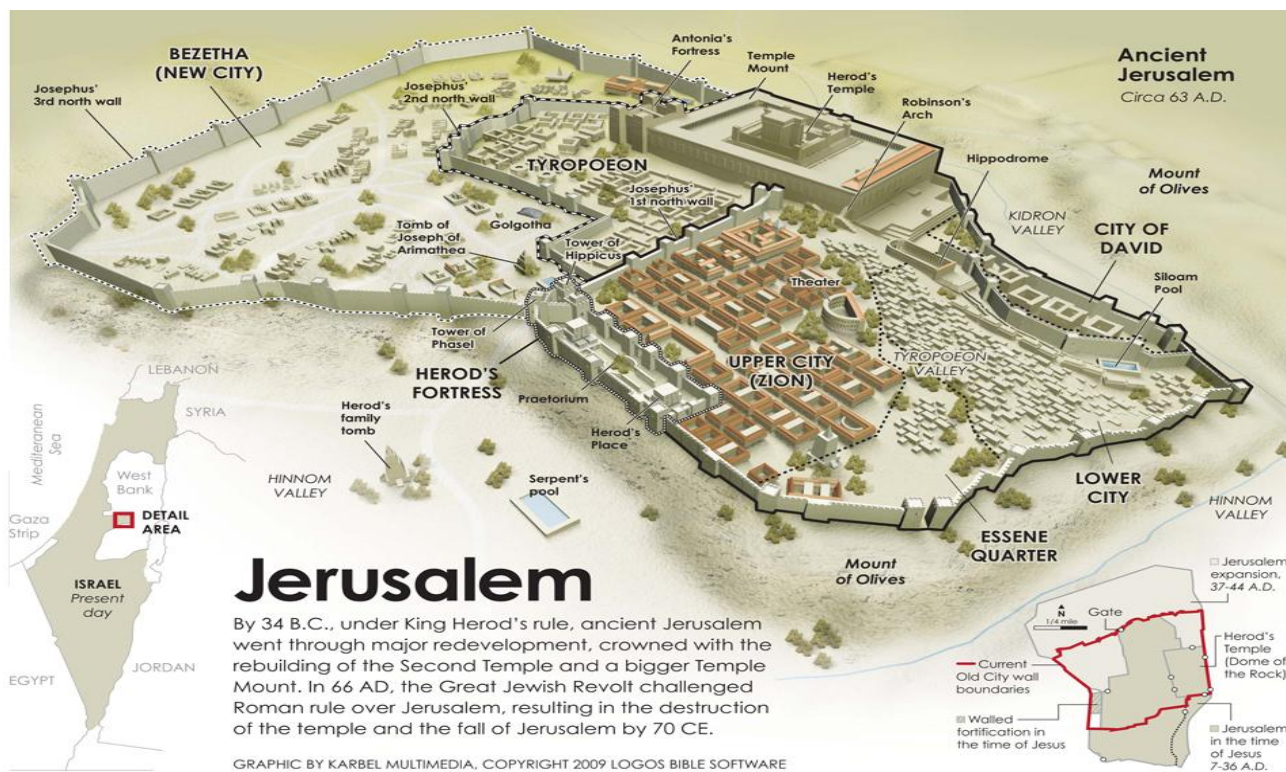 BEZETHA
(NEW CITY)
Josephus'
3rd north wall
Josephus'
2nd north wall
Antonia's
Fortress
Temple
Mount
Herod's
Temple
Robinson's
Arch
Ancient
Jerusalem
Circa 63 A.D.
Hippodrome
Mount
of Olives
TYROPOEON
Josephus'
1st north wall
KIDRON
VALLEY
CITY OF
DAVID
Siloam
Pool
Golgotha
Tomb of
Joseph of
Arimathea
Tower of
Hippicus
Theater
Tower of
Phasel
HEROD'S
FORTRESS
UPPER CITY
(ZION)
TYROPOEON
VALLEY
Praetorium
Herod's
family
tomb
Herod's
Place
HINNOM
VALLEY
Serpent's
pool
LOWER
CITY
HINNOM
VALLEY
ESSENE
QUARTER
Mount
of Olives
LEBANON
SYRIA
Mediteranean
Sea
West
Bank
Gaza
Strip
DETAIL
AREA
ISRAEL
Present
day
EGYPT
JORDAN
Jerusalem
By 34 B.C., under King Herod's rule, ancient Jerusalem
went through major redevelopment, crowned with the
rebuilding of the Second Temple and a bigger Temple
Mount. In 66 AD, the Great Jewish Revolt challenged
Roman rule over Jerusalem, resulting in the destruction
of the temple and the fall of Jerusalem by 70 CE.
GRAPHIC BY KARBEL MULTIMEDIA, COPYRIGHT 2009 LOGOS BIBLE SOFTWARE
Jerusalem
expansion,
37-44 A.D.
N
1/4 mile
Gate
Herod's
Temple
(Dome of
the Rock)
Current
Old City wall
boundaries
Walled
fortification in
the time of Jesus
Jerusalem
in the time
of Jesus
7-36 A.D.